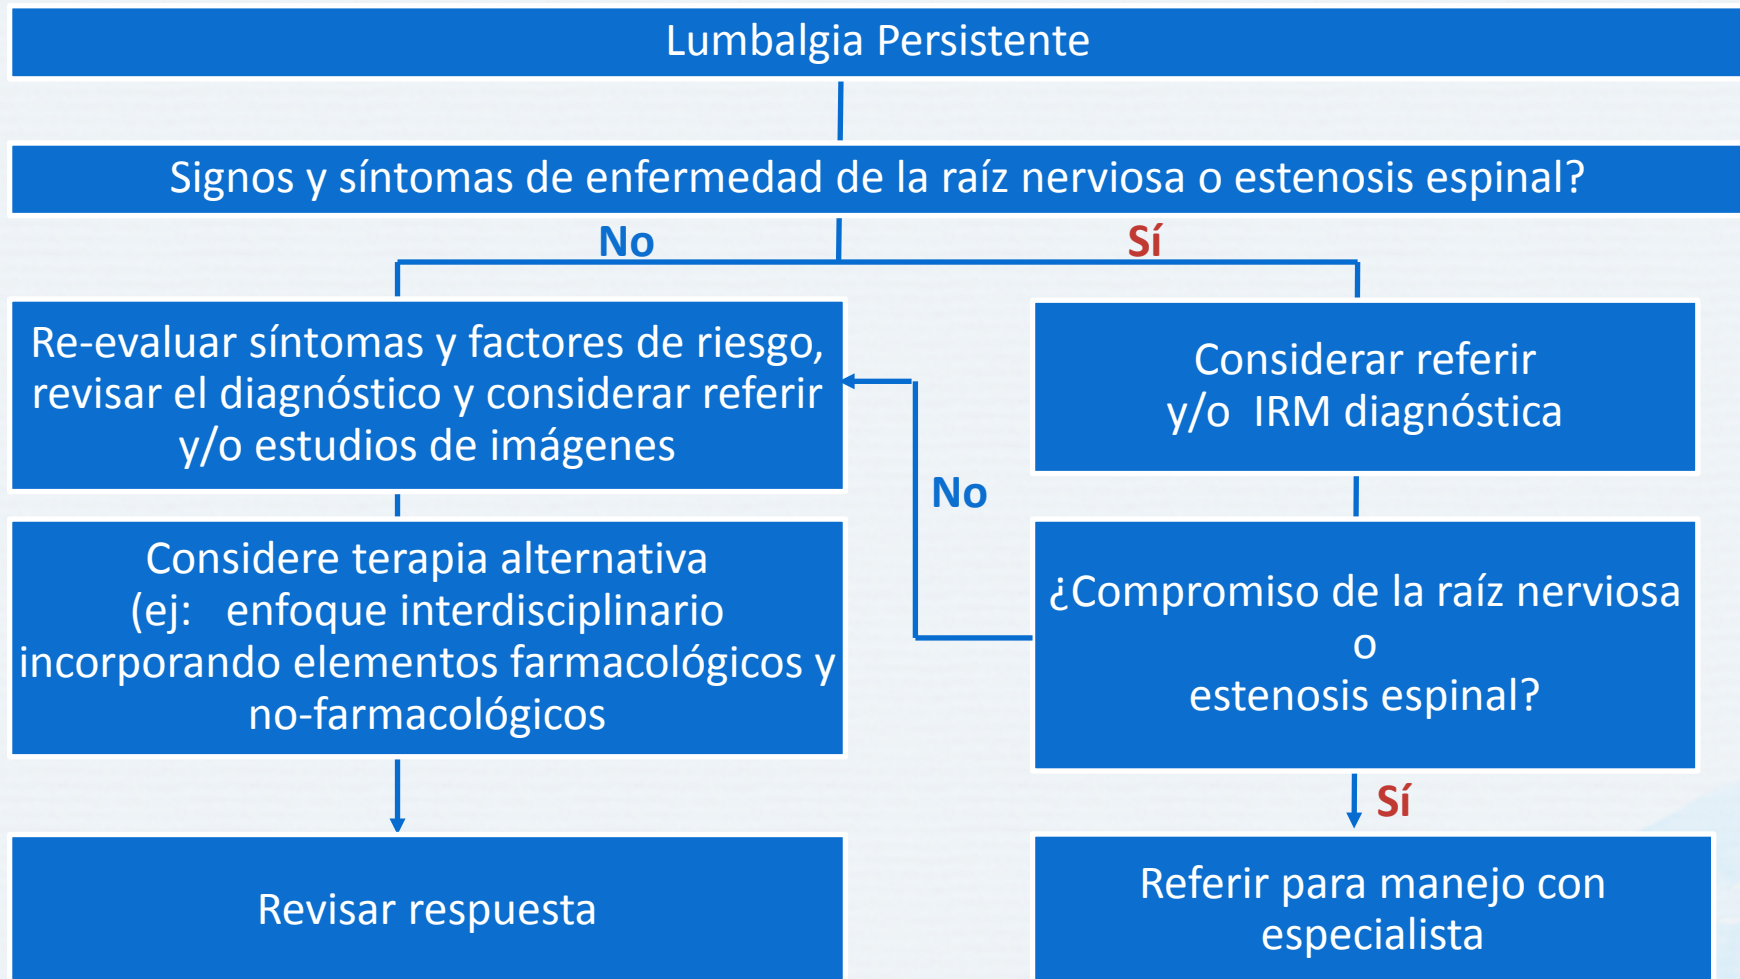 Lumbalgia Persistente
Signos y síntomas de enfermedad de la raíz nerviosa o estenosis espinal?
No
Sí
Re-evaluar síntomas y factores de riesgo,
revisar el diagnóstico y considerar referir
y/o estudios de imágenes
Considerar referir
y/o IRM diagnóstica
No
Considere terapia alternativa
(ej: enfoque interdisciplinario
incorporando elementos farmacológicos y
no-farmacológicos
¿Compromiso de la raíz nerviosa
o
estenosis espinal?
Sí
Revisar respuesta
Referir para manejo con
especialista